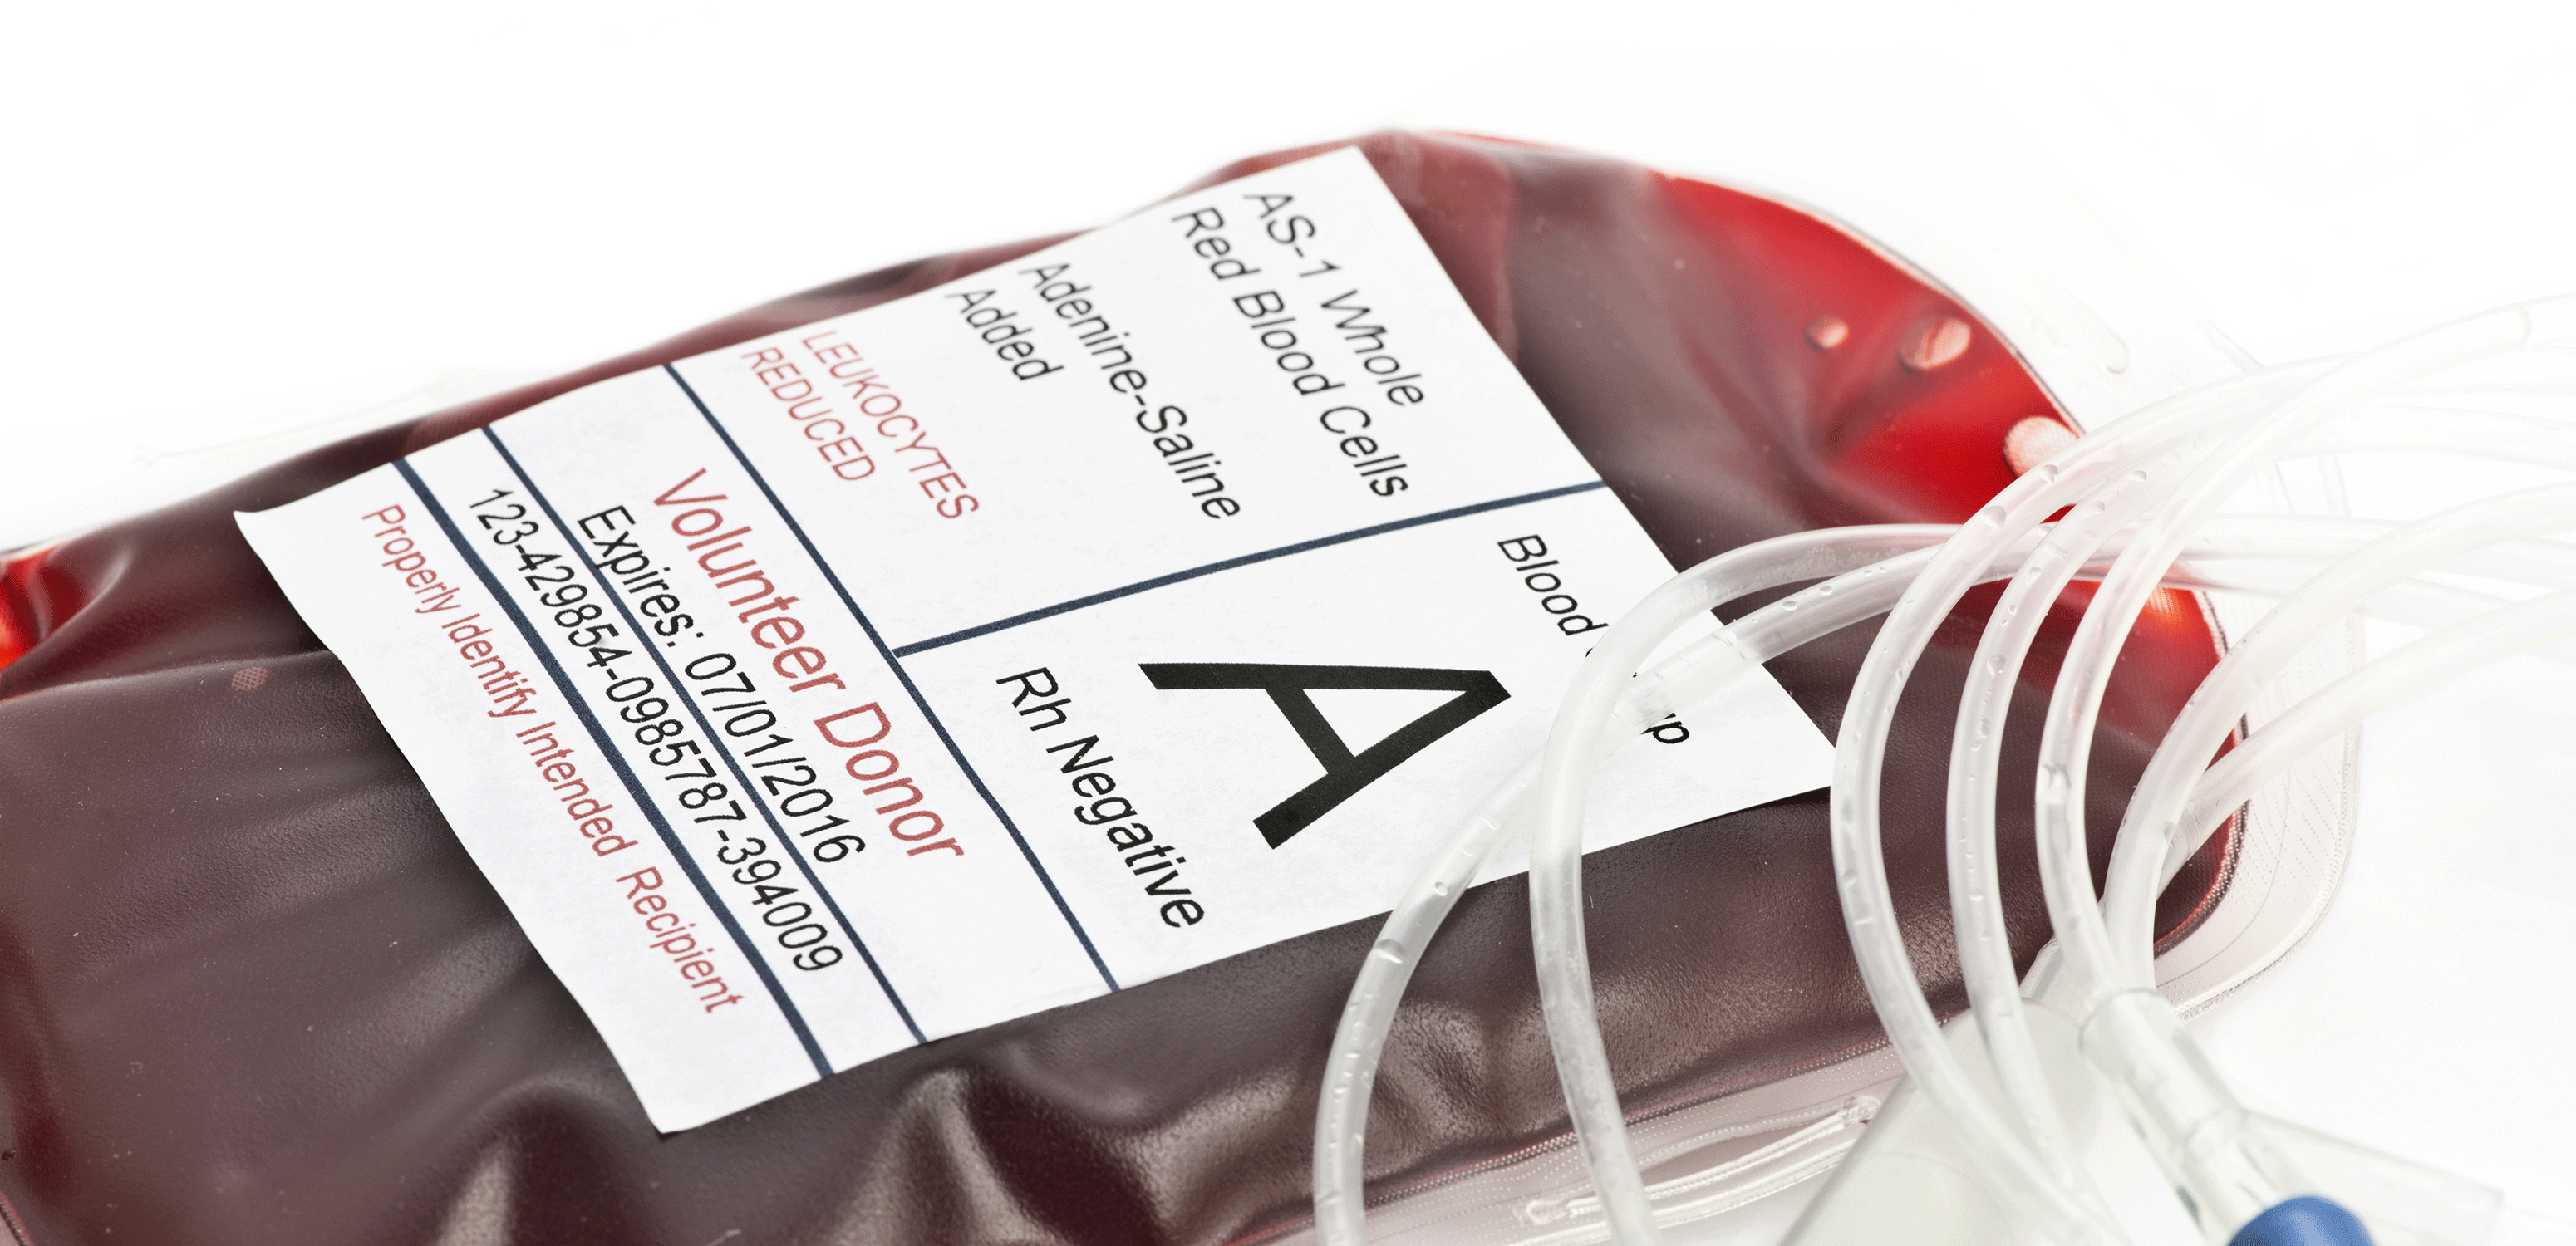 AS-1 Whole
Red Blood Cells
Adenine-Saline
Added
LEUKOCYTES
REDUCED
Blood
A
Rh Negative
Volunteer Donor
Expires: 07/01/2016
123-429854-0985787-394009
Properly Identify Intended Recipient